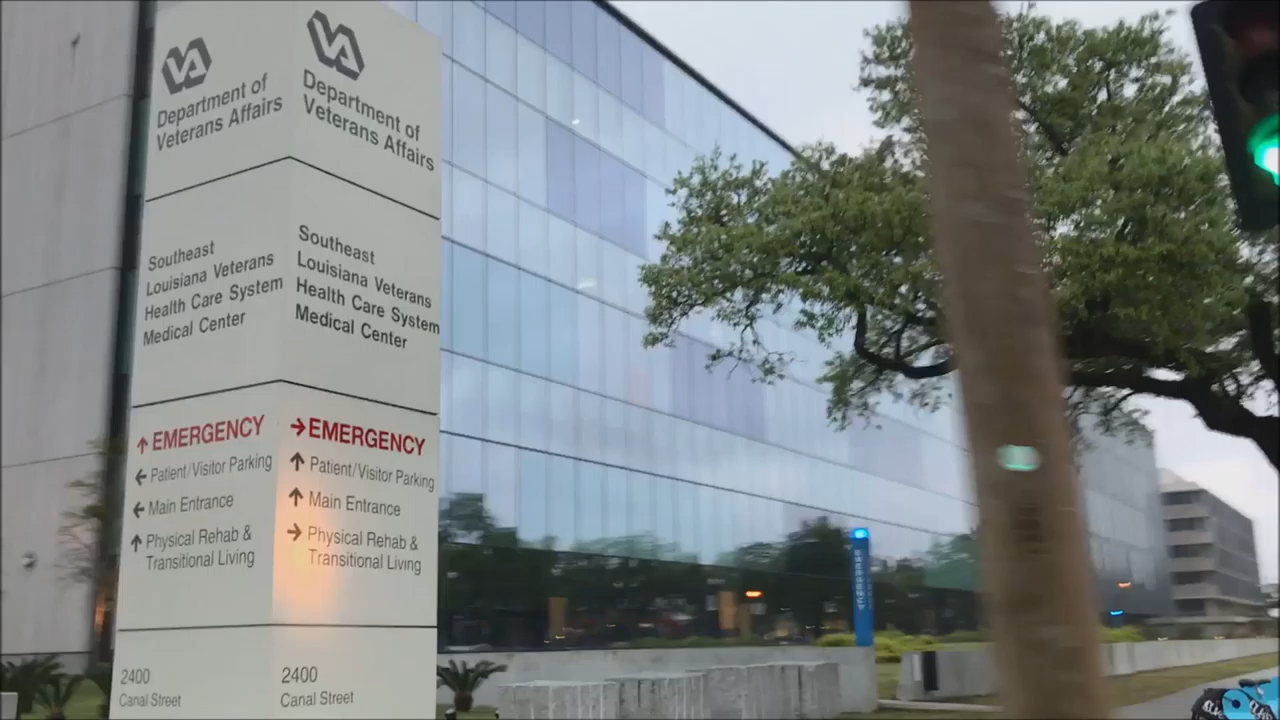 VA
Department of
Veterans Affairs
Southeast
Louisiana Veterans
Health Care System
Medical Center
↑ EMERGENCY
← Patient/Visitor Parking
← Main Entrance
↑ Physical Rehab &
Transitional Living
2400
Canal Street
VA
Department of
Veterans Affairs
Southeast
Louisiana Veterans
Health Care System
Medical Center
→ EMERGENCY
↑ Patient/Visitor Parking
↑ Main Entrance
→ Physical Rehab &
Transitional Living
2400
Canal Street